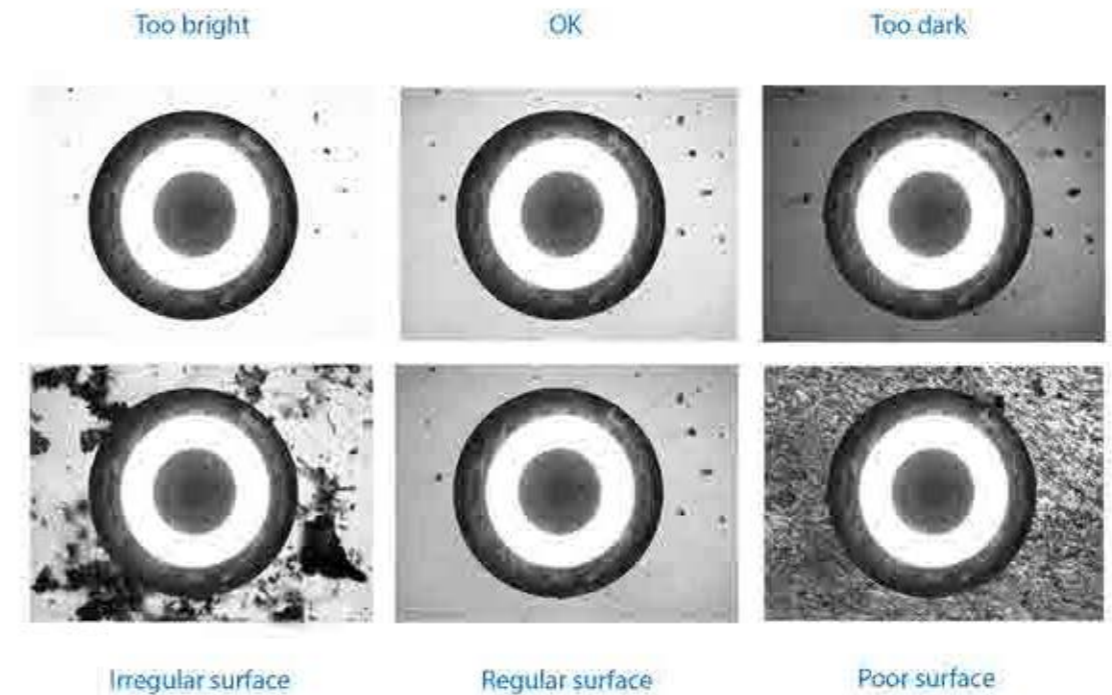 Too bright
OK
Too dark
Irregular surface
Regular surface
Poor surface